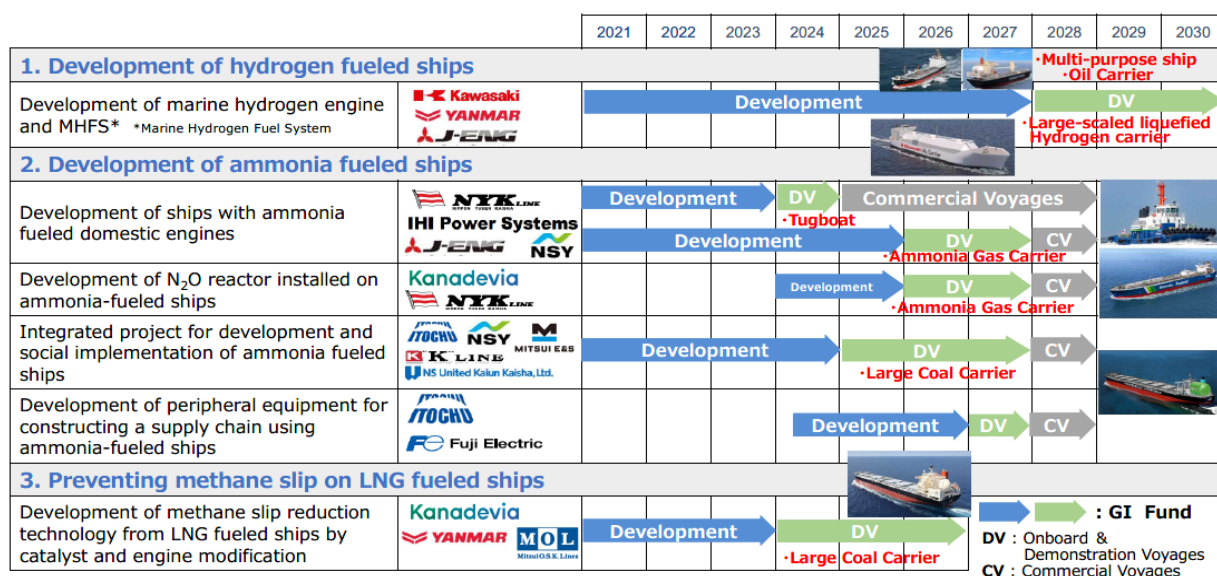 2021 2022 2023 2024 2025 2026 2027 2028 2029 2030
1. Development of hydrogen fueled ships
・Multi-purpose ship
・Oil Carrier
Development of marine hydrogen engine
and MHFS* *Marine Hydrogen Fuel System
Kawasaki
YANMAR
J-ENG
Development
DV
・Large-scaled liquefied
Hydrogen carrier
2. Development of ammonia fueled ships
Development of ships with ammonia
fueled domestic engines
NYK LINE
NIPPON YUSEN KAISHA
IHI Power Systems
J-ENG NSY
Development DV Commercial Voyages
・Tugboat
Development DV CV
・Ammonia Gas Carrier
Development of N2O reactor installed on
ammonia-fueled ships
Kanadevia
NYK LINE
Development DV CV
・Ammonia Gas Carrier
Integrated project for development and
social implementation of ammonia fueled
ships
ITOCHU NSY MITSUI E&S
"K" LINE
NS United Kaiun Kaisha, Ltd.
Development DV CV
・Large Coal Carrier
Development of peripheral equipment for
constructing a supply chain using
ammonia-fueled ships
ITOCHU
Fe Fuji Electric
Development DV CV
3. Preventing methane slip on LNG fueled ships
Development of methane slip reduction
technology from LNG fueled ships by
catalyst and engine modification
Kanadevia
YANMAR MOL
Mitsui O.S.K. Lines
Development DV
・Large Coal Carrier
: GI Fund
DV : Onboard &
Demonstration Voyages
CV : Commercial Voyages